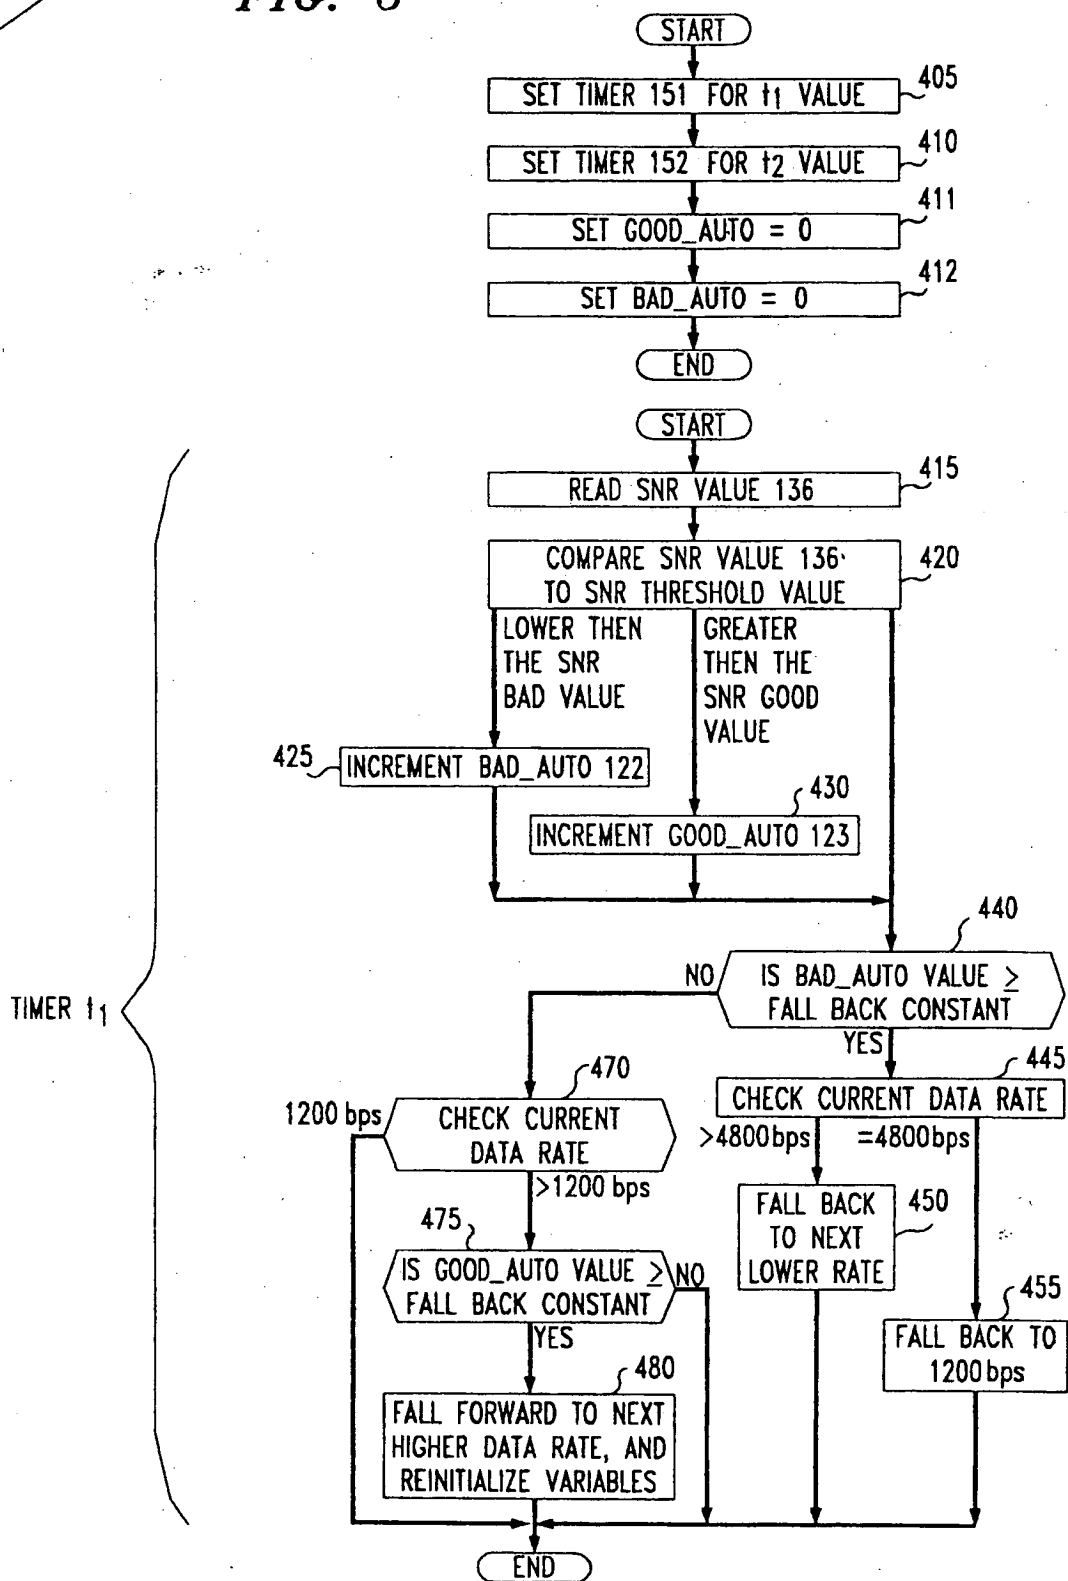 START
SET TIMER 151 FOR t1 VALUE
405
SET TIMER 152 FOR t2 VALUE
410
SET GOOD_AUTO = 0
411
SET BAD_AUTO = 0
412
END
START
READ SNR VALUE 136
415
COMPARE SNR VALUE 136
TO SNR THRESHOLD VALUE
420
LOWER THEN
THE SNR
BAD VALUE
GREATER
THEN THE
SNR GOOD
VALUE
425
INCREMENT BAD_AUTO 122
430
INCREMENT GOOD_AUTO 123
440
IS BAD_AUTO VALUE ≥
FALL BACK CONSTANT
NO
YES
TIMER t1
445
CHECK CURRENT DATA RATE
>4800bps
=4800bps
470
CHECK CURRENT
DATA RATE
1200 bps
>1200 bps
450
FALL BACK
TO NEXT
LOWER RATE
475
IS GOOD_AUTO VALUE ≥
FALL BACK CONSTANT
NO
YES
455
FALL BACK TO
1200bps
480
FALL FORWARD TO NEXT
HIGHER DATA RATE, AND
REINITIALIZE VARIABLES
END